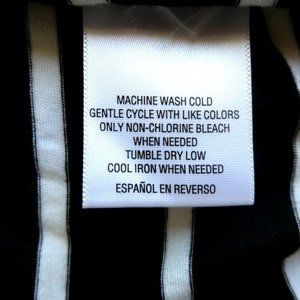 MACHINE WASH COLD
GENTLE CYCLE WITH LIKE COLORS
ONLY NON-CHLORINE BLEACH
WHEN NEEDED
TUMBLE DRY LOW
COOL IRON WHEN NEEDED
ESPAÑOL EN REVERSO